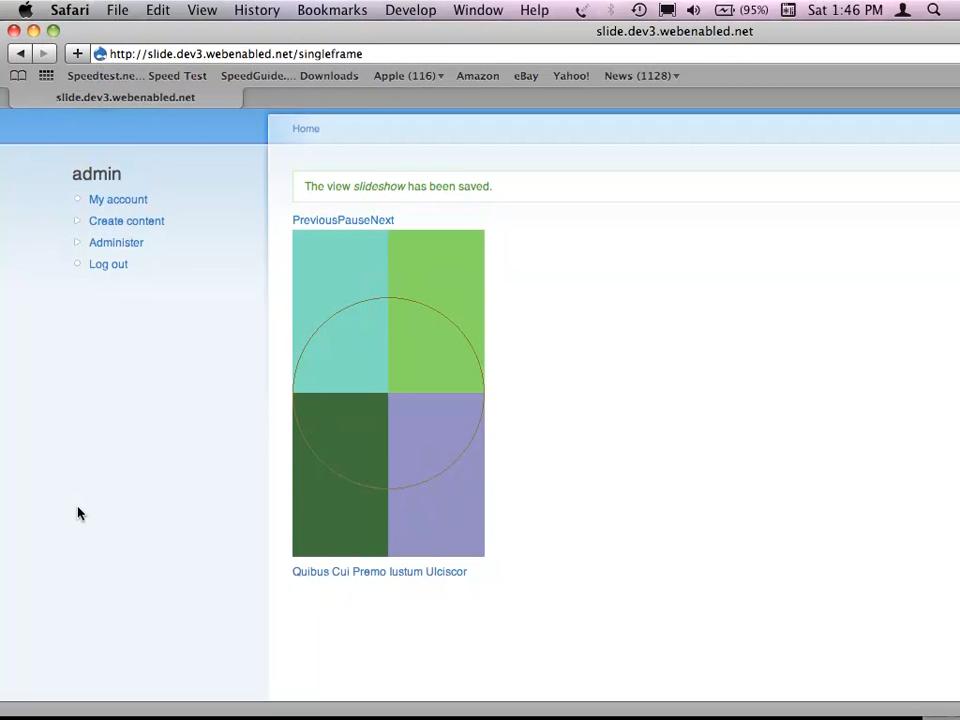 Safari File Edit View History Bookmarks Develop Window Help (95%) Sat 1:46 PM
slide.dev3.webenabled.net
http://slide.dev3.webenabled.net/singleframe
Speedtest.ne... Speed Test SpeedGuide.... Downloads Apple (116) Amazon eBay Yahoo! News (1128)
slide.dev3.webenabled.net
Home
admin
My account
Create content
Administer
Log out
The view slideshow has been saved.
PreviousPauseNext
Quibus Cui Premo Iustum Ulciscor